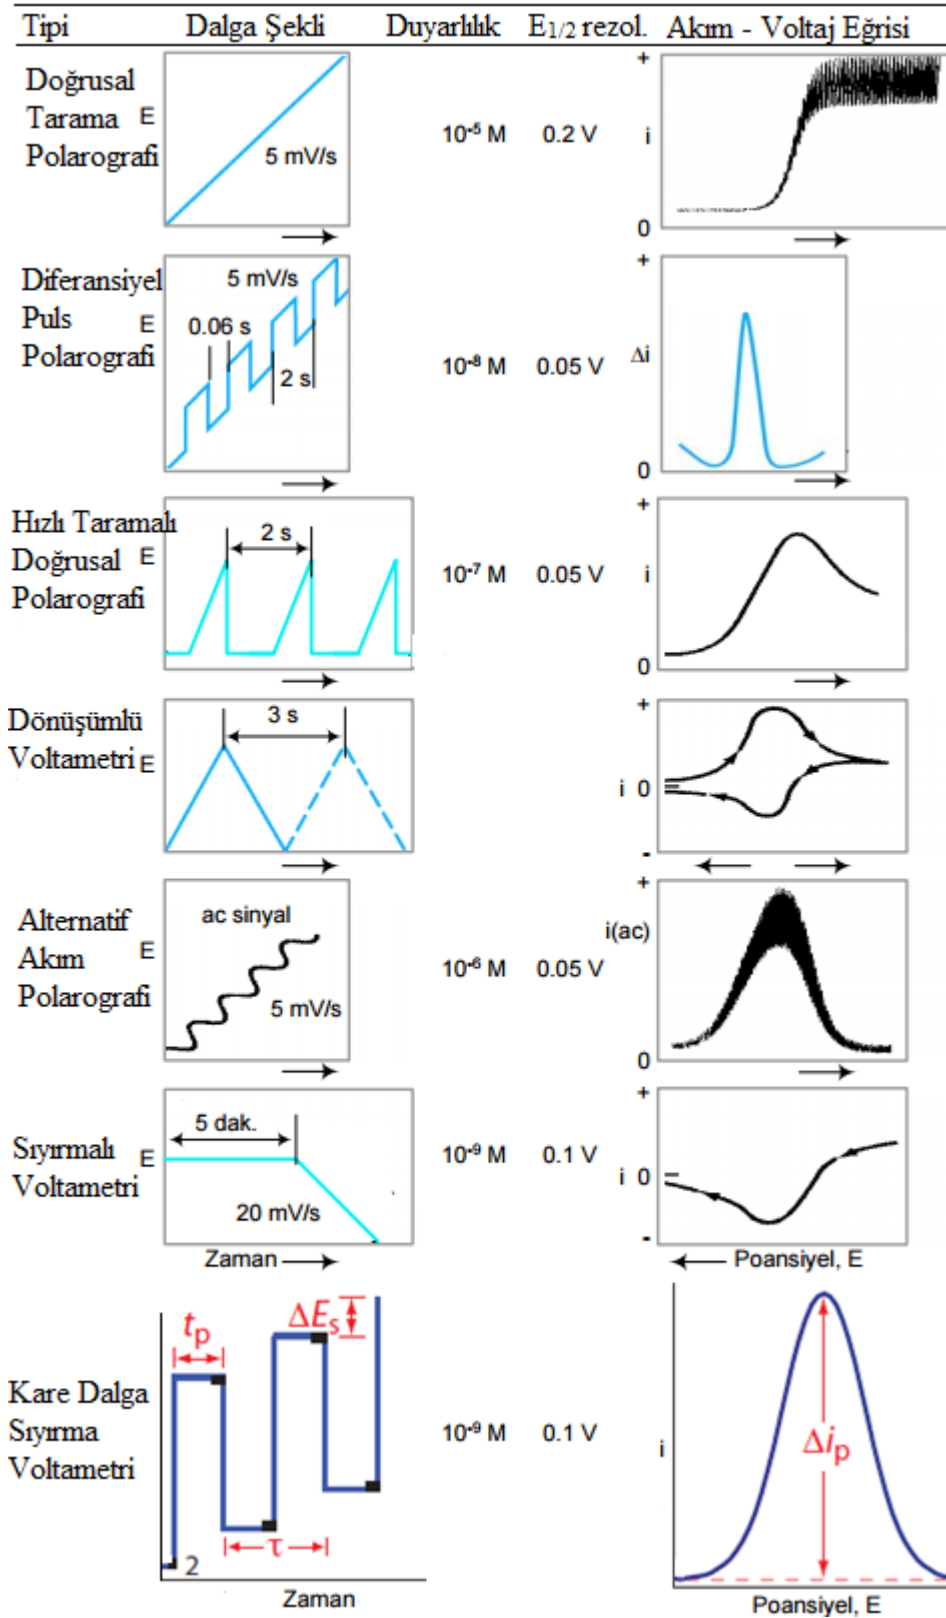 Tipi Dalga Şekli Duyarlılık E1/2 rezol. Akım - Voltaj Eğrisi
Doğrusal
Tarama
Polarografi
E
5 mV/s
10-5 M
0.2 V
+
i
0
Diferansiyel
Puls
Polarografi
E
5 mV/s
0.06 s
2 s
10-8 M
0.05 V
+
Δi
0
Hızlı Taramalı
Doğrusal
Polarografi
E
2 s
10-7 M
0.05 V
+
i
0
Dönüşümlü
Voltametri
E
3 s
+
i 0
-
Alternatif
Akım
Polarografi
E
ac sinyal
5 mV/s
10-6 M
0.05 V
+
i(ac)
0
Sıyırmalı
Voltametri
E
5 dak.
20 mV/s
Zaman
10-9 M
0.1 V
+
i 0
-
Poansiyel, E
Kare Dalga
Sıyırma
Voltametri
tp
ΔEs
τ
2
Zaman
10-9 M
0.1 V
i
Δip
Poansiyel, E